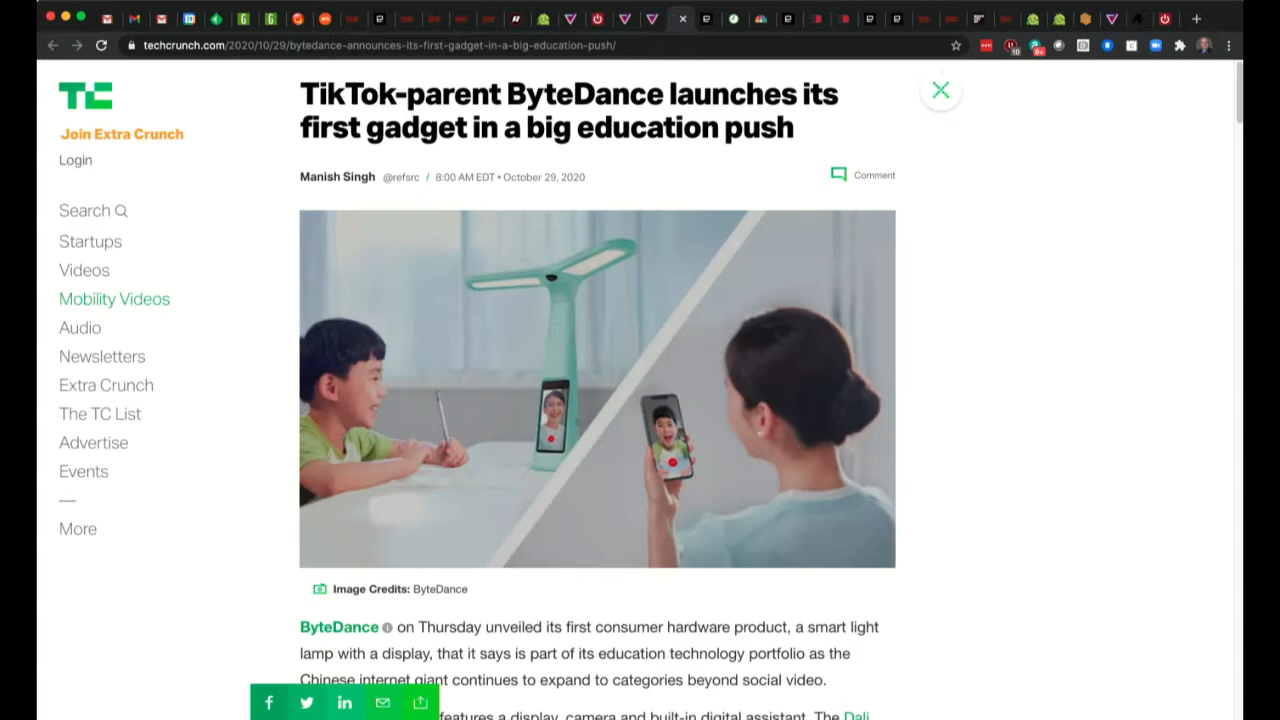 techcrunch.com/2020/10/29/bytedance-announces-its-first-gadget-in-a-big-education-push/
TC
Join Extra Crunch
Login
Search
Startups
Videos
Mobility Videos
Audio
Newsletters
Extra Crunch
The TC List
Advertise
Events
More
TikTok-parent ByteDance launches its
first gadget in a big education push
Manish Singh @refsrc / 8:00 AM EDT • October 29, 2020
Comment
Image Credits: ByteDance
ByteDance on Thursday unveiled its first consumer hardware product, a smart light
lamp with a display, that it says is part of its education technology portfolio as the
Chinese internet giant continues to expand to categories beyond social video.
features a display, camera and built-in digital assistant. The Dali